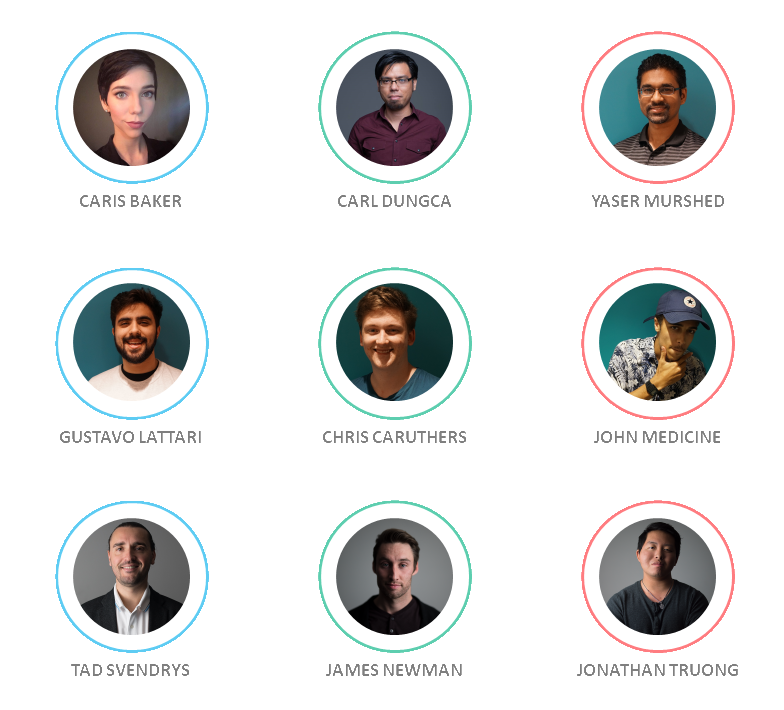 CARIS BAKER
CARL DUNGCA
YASER MURSHED
GUSTAVO LATTARI
CHRIS CARUTHERS
JOHN MEDICINE
TAD SVENDRYS
JAMES NEWMAN
JONATHAN TRUONG